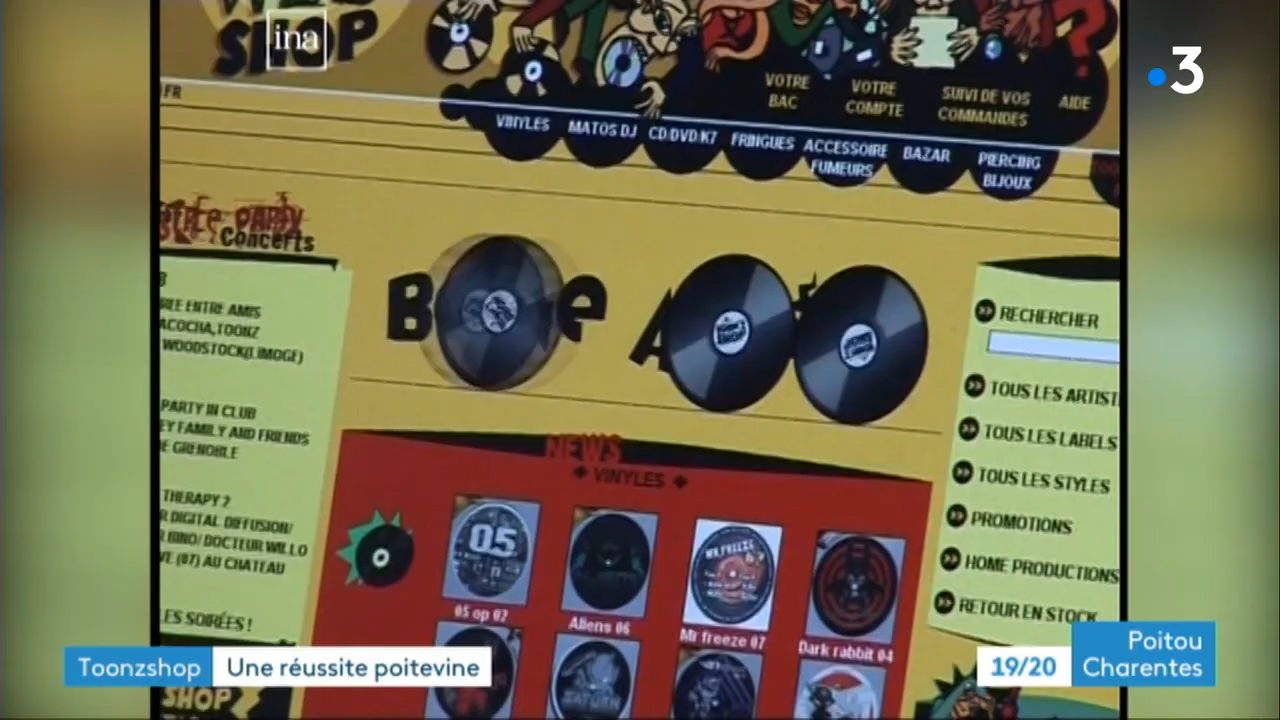 WEB
SHOP
ina
3
FR
VOTRE
BAC
VOTRE
COMPTE
SUIVI DE VOS
COMMANDES
AIDE
VINYLES
MATOS DJ
CD/DVD/K7
FRINGUES
ACCESSOIRE
FUMEURS
BAZAR
PIERCING
BIJOUX
PARTY
Concerts
ENTRE AMIS
ACOCHA,TOONZ
WOODSTOCK(LIMOGE)
PARTY IN CLUB
EY FAMILY AND FRIENDS
E GRENOBLE
THERAPY 2
R DIGITAL DIFFUSION/
R BINO/ DOCTEUR WILLO
VE (07) AU CHATEAU
LES SOIRÉES !
RECHERCHER
TOUS LES ARTIST
TOUS LES LABELS
TOUS LES STYLES
PROMOTIONS
HOME PRODUCTIONS
RETOUR EN STOCK
NEWS
VINYLES
05
MR.FREEZE
05 op 07
Aliens 06
Mr freeze 07
Dark rabbit 04
SHOP
Toonzshop
Une réussite poitevine
19/20
Poitou
Charentes